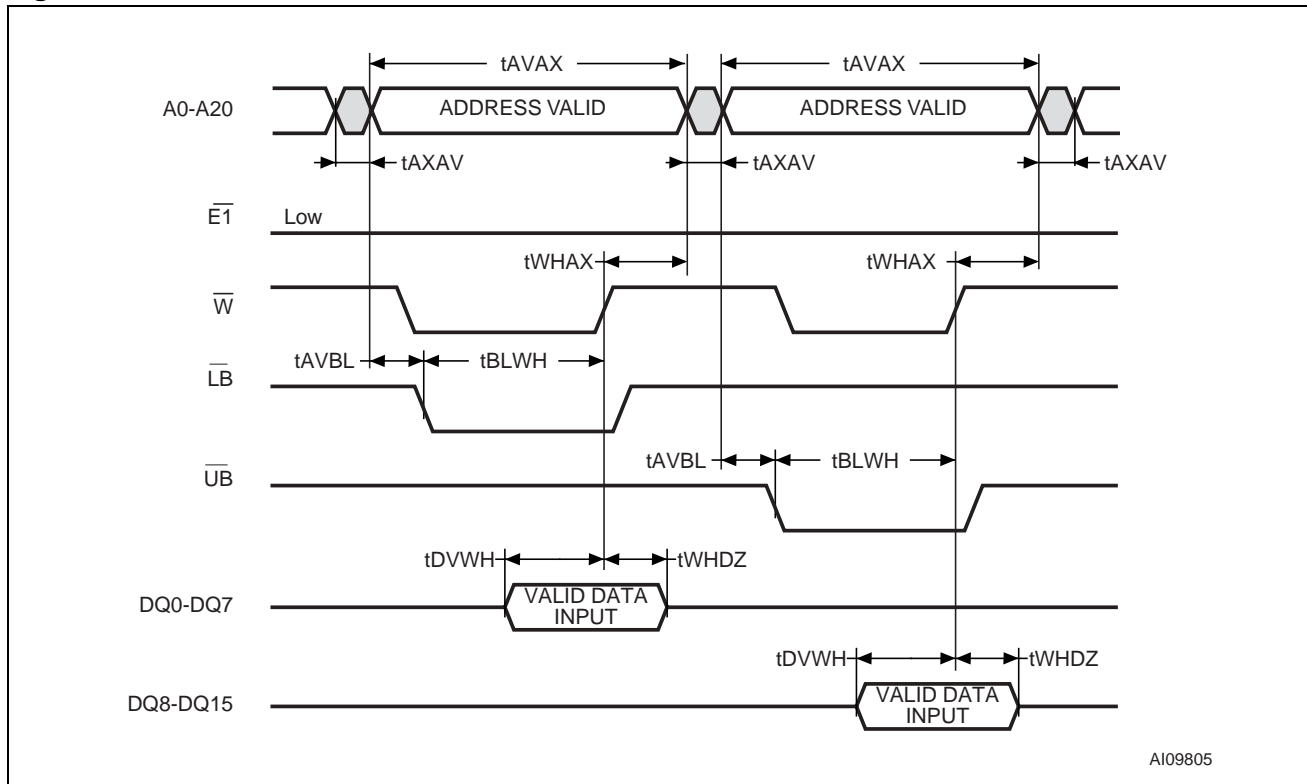 tAVAX
tAVAX
A0-A20
ADDRESS VALID
ADDRESS VALID
tAXAV
tAXAV
tAXAV
E1
Low
tWHAX
tWHAX
W
tAVBL
tBLWH
LB
tAVBL
tBLWH
UB
tDVWH
tWHDZ
DQ0-DQ7
VALID DATA
INPUT
tDVWH
tWHDZ
DQ8-DQ15
VALID DATA
INPUT
AI09805